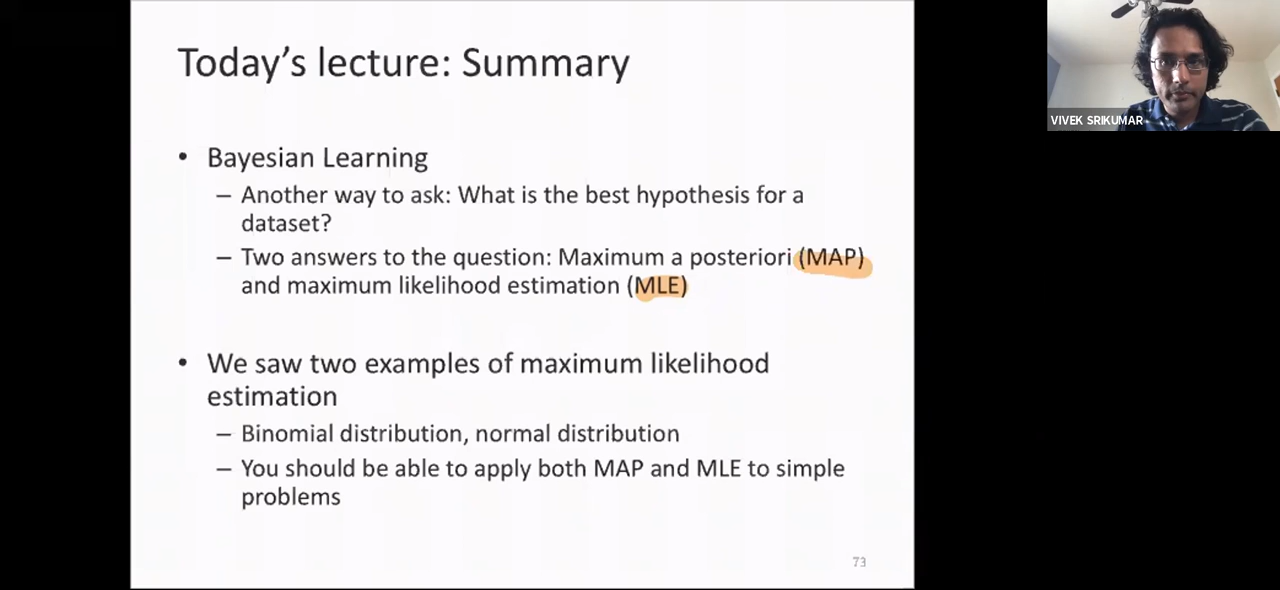 Today's lecture: Summary
• Bayesian Learning
– Another way to ask: What is the best hypothesis for a
dataset?
– Two answers to the question: Maximum a posteriori (MAP)
and maximum likelihood estimation (MLE)
• We saw two examples of maximum likelihood
estimation
– Binomial distribution, normal distribution
– You should be able to apply both MAP and MLE to simple
problems
73
VIVEK SRIKUMAR